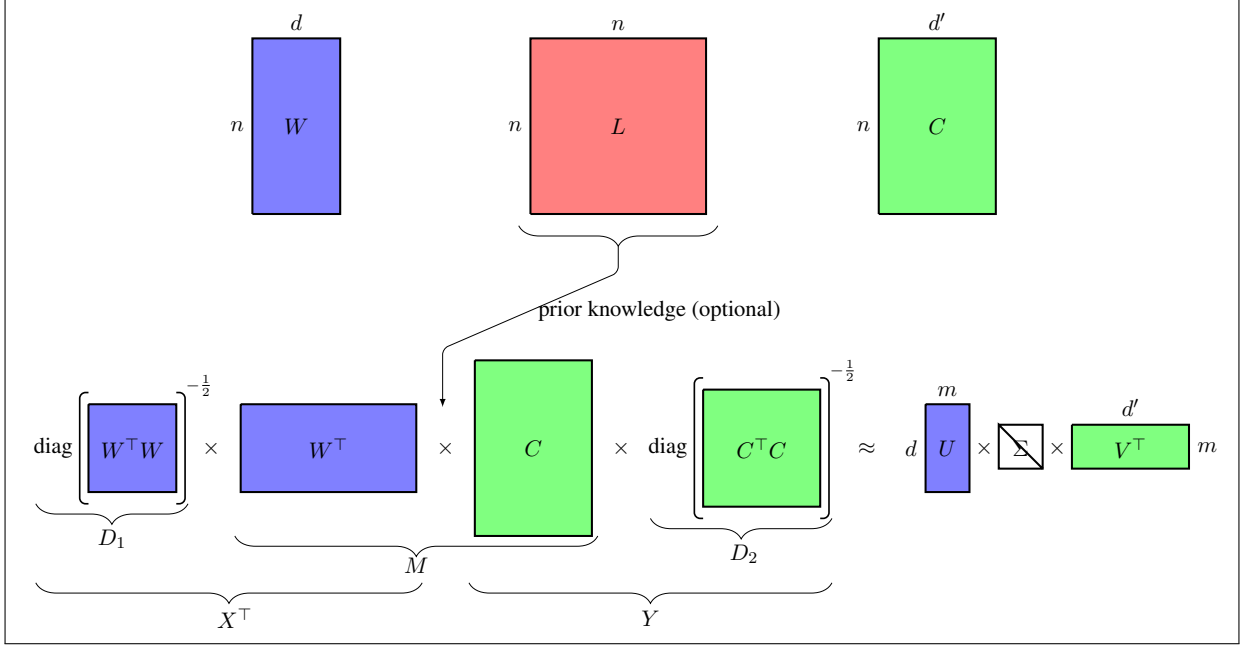 d n d′
n W n L n C
prior knowledge (optional)
diag [W⊤W]^{-1/2} × W⊤ × C × diag [C⊤C]^{-1/2} ≈ d U m × Σ × d′ V⊤ m
D₁ M D₂
X⊤ Y